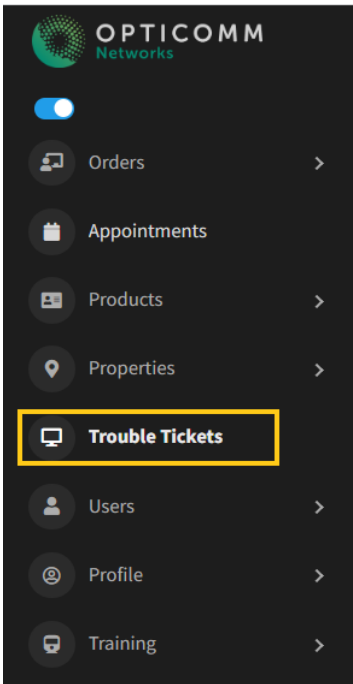 OPTICOMM
Networks
Orders
Appointments
Products
Properties
Trouble Tickets
Users
Profile
Training